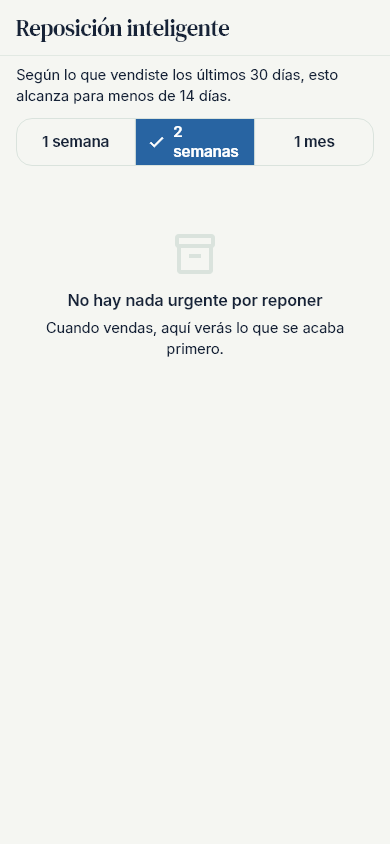 Reposición inteligente
Según lo que vendiste los últimos 30 días, esto
alcanza para menos de 14 días.
1 semana
2
semanas
1 mes
No hay nada urgente por reponer
Cuando vendas, aquí verás lo que se acaba
primero.